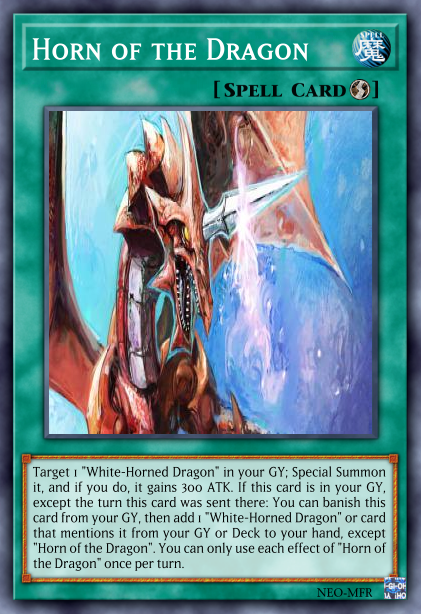 Horn of the Dragon
SPELL
魔
[Spell Card]
Target 1 "White-Horned Dragon" in your GY; Special Summon
it, and if you do, it gains 300 ATK. If this card is in your GY,
except the turn this card was sent there: You can banish this
card from your GY, then add 1 "White-Horned Dragon" or card
that mentions it from your GY or Deck to your hand, except
"Horn of the Dragon". You can only use each effect of "Horn of
the Dragon" once per turn.
NEO-MFR